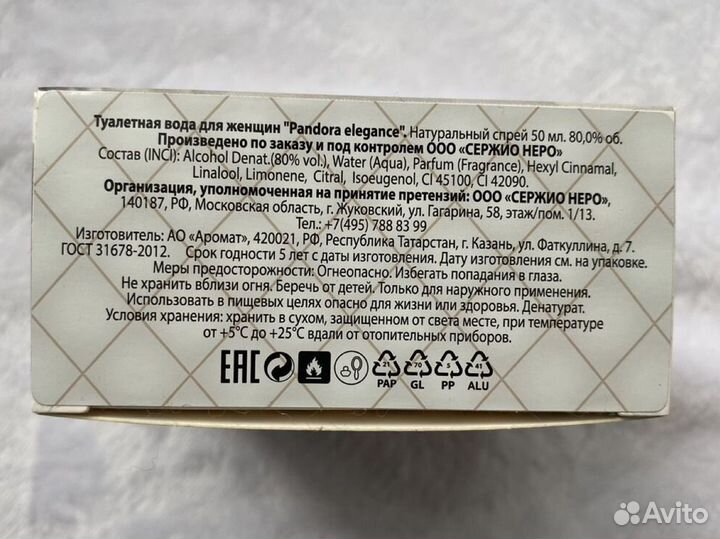 Туалетная вода для женщин "Pandora elegance". Натуральный спрей 50 мл. 80,0% об.
Произведено по заказу и под контролем ООО «СЕРЖИО НЕРО»
Состав (INCI): Alcohol Denat.(80% vol.), Water (Aqua), Parfum (Fragrance), Hexyl Cinnamal,
Linalool, Limonene, Citral, Isoeugenol, CI 45100, CI 42090.
Организация, уполномоченная на принятие претензий: ООО «СЕРЖИО НЕРО»,
140187, РФ, Московская область, г. Жуковский, ул. Гагарина, 58, этаж/пом. 1/13.
Тел.: +7(495) 788 83 99
Изготовитель: АО «Аромат», 420021, РФ, Республика Татарстан, г. Казань, ул. Фаткуллина, д. 7.
ГОСТ 31678-2012. Срок годности 5 лет с даты изготовления. Дату изготовления см. на упаковке.
Меры предосторожности: Огнеопасно. Избегать попадания в глаза.
Не хранить вблизи огня. Беречь от детей. Только для наружного применения.
Использовать в пищевых целях опасно для жизни или здоровья. Денатурат.
Условия хранения: хранить в сухом, защищенном от света месте, при температуре
от +5°С до +25°С вдали от отопительных приборов.
EAC 21 70 5 41
PAP GL PP ALU
Avito